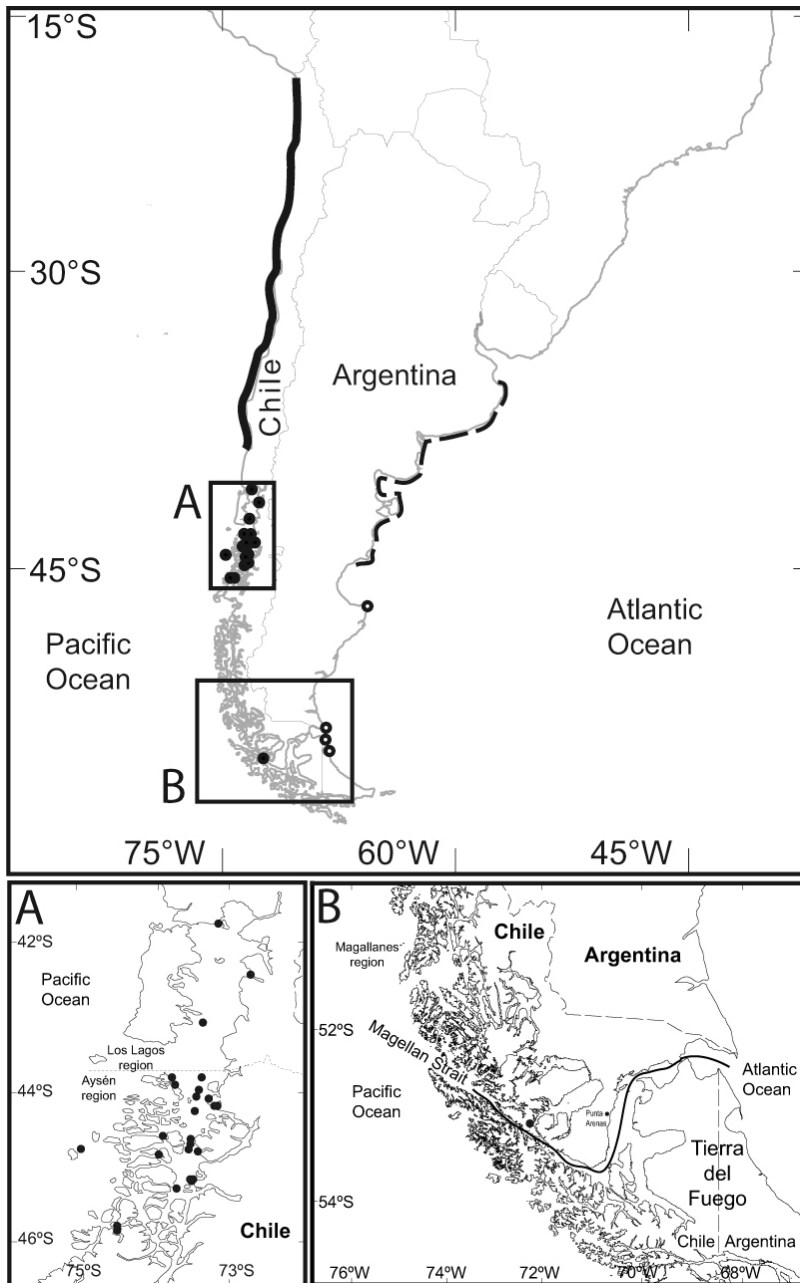 15°S
30°S
Argentina
Chile
A
45°S
Atlantic
Ocean
Pacific
Ocean
B
75°W 60°W 45°W
A
42°S
Pacific
Ocean
Los Lagos
region
Aysén
region
44°S
Chile
46°S
75°S 73°S
B
Chile
Argentina
Magallanes
region
52°S
Magellan Strait
Atlantic
Ocean
Pacific
Ocean
Punta
Arenas
Tierra
del
Fuego
54°S
Chile Argentina
76°W 74°W 72°W 70°W 68°W